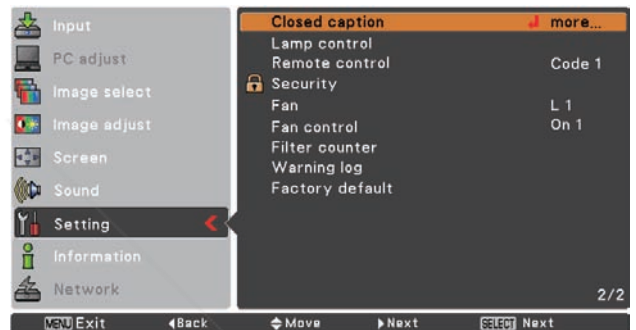 Input
PC adjust
Image select
Image adjust
Screen
Sound
Setting
Information
Network
Closed caption more...
Lamp control
Remote control Code 1
Security
Fan L 1
Fan control On 1
Filter counter
Warning log
Factory default
2/2
MENU Exit Back Move Next SELECT Next